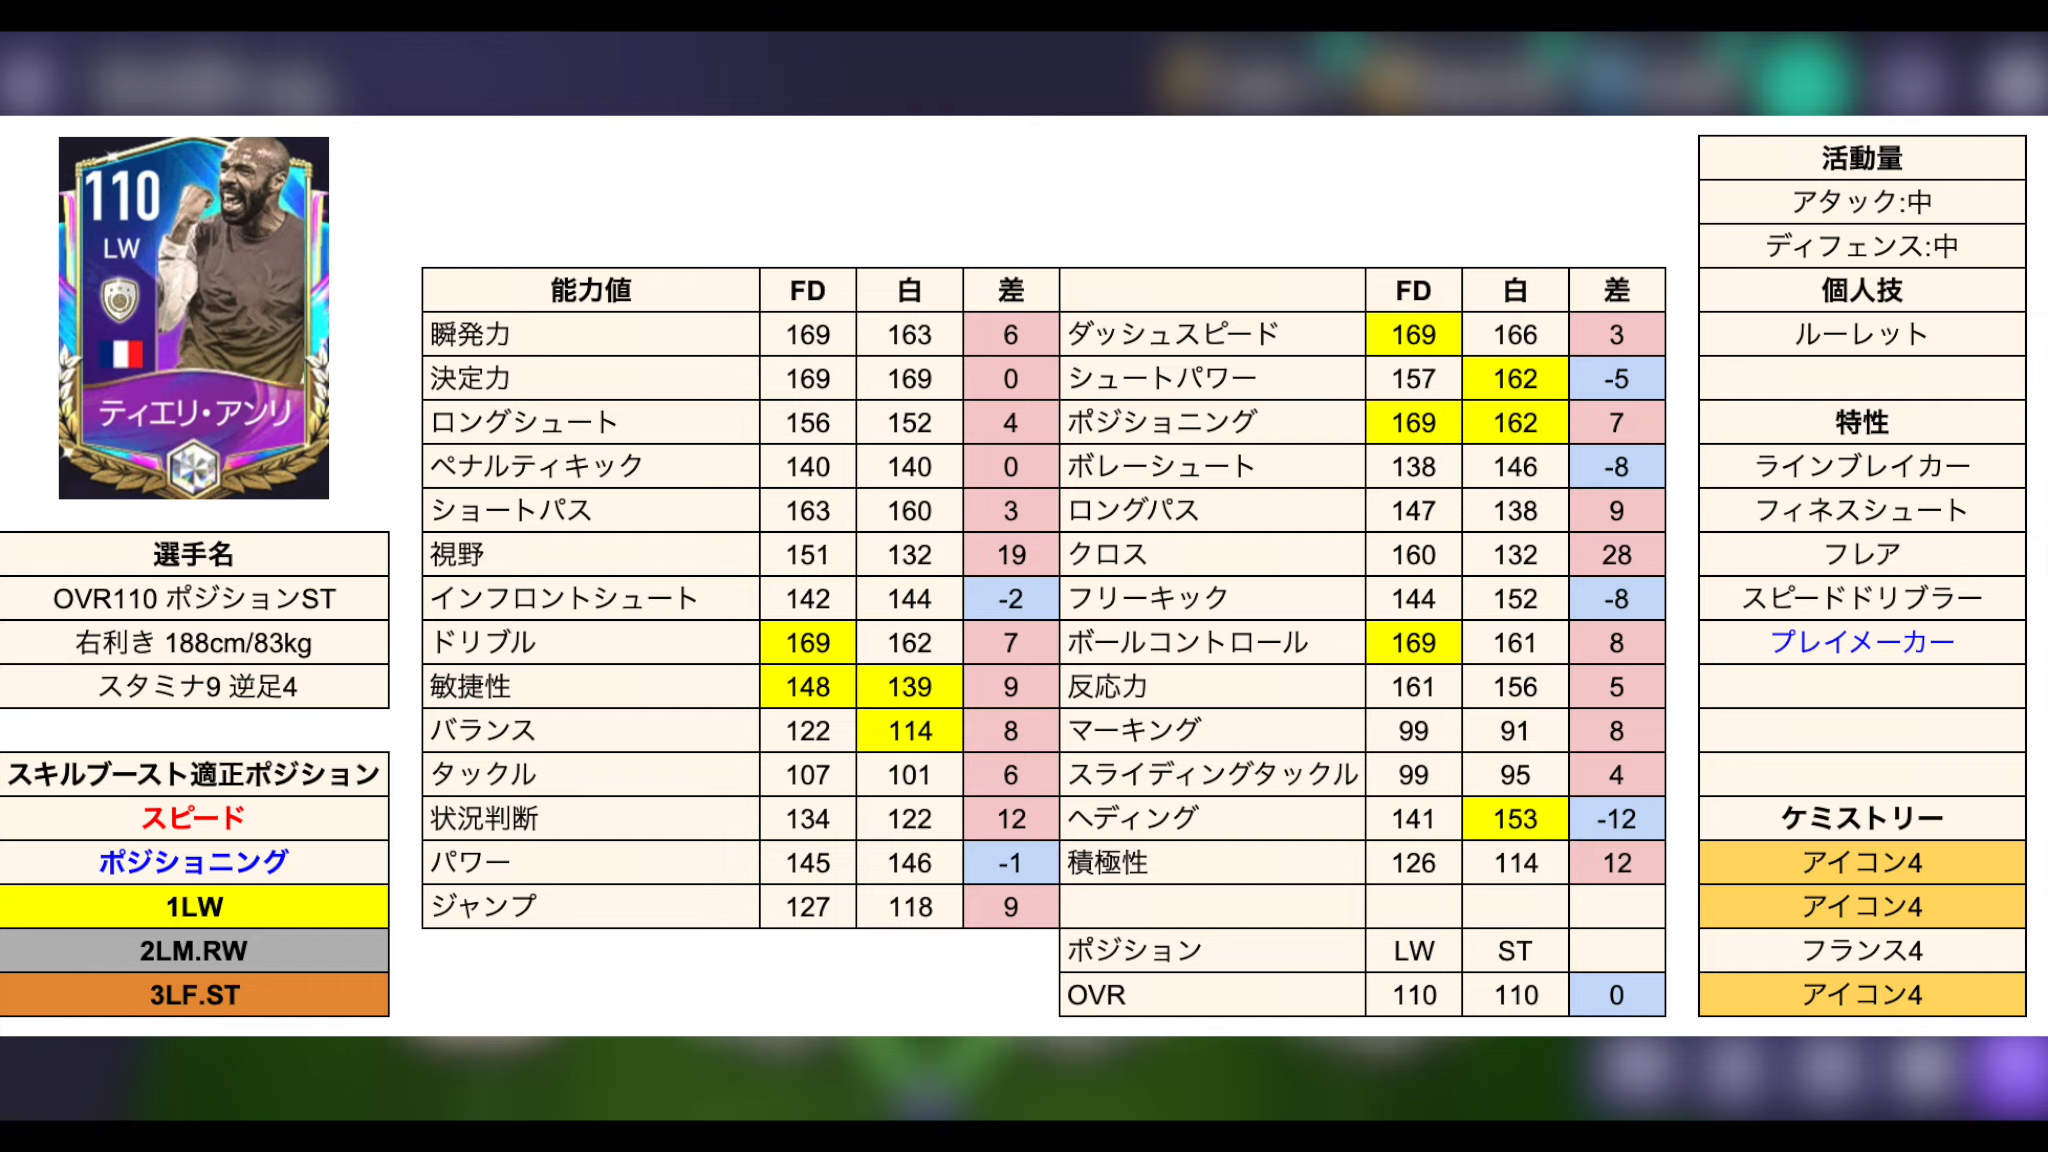 110
LW
ティエリ・アンリ
選手名
OVR110 ポジションST
右利き 188cm/83kg
スタミナ9 逆足4
スキルブースト適正ポジション
スピード
ポジショニング
1LW
2LM.RW
3LF.ST
能力値 FD 白 差 FD 白 差
瞬発力 169 163 6 ダッシュスピード 169 166 3
決定力 169 169 0 シュートパワー 157 162 -5
ロングシュート 156 152 4 ポジショニング 169 162 7
ペナルティキック 140 140 0 ボレーシュート 138 146 -8
ショートパス 163 160 3 ロングパス 147 138 9
視野 151 132 19 クロス 160 132 28
インフロントシュート 142 144 -2 フリーキック 144 152 -8
ドリブル 169 162 7 ボールコントロール 169 161 8
敏捷性 148 139 9 反応力 161 156 5
バランス 122 114 8 マーキング 99 91 8
タックル 107 101 6 スライディングタックル 99 95 4
状況判断 134 122 12 ヘディング 141 153 -12
パワー 145 146 -1 積極性 126 114 12
ジャンプ 127 118 9
ポジション LW ST
OVR 110 110 0
活動量
アタック:中
ディフェンス:中
個人技
ルーレット
特性
ラインブレイカー
フィネスシュート
フレア
スピードドリブラー
プレイメーカー
ケミストリー
アイコン4
アイコン4
フランス4
アイコン4